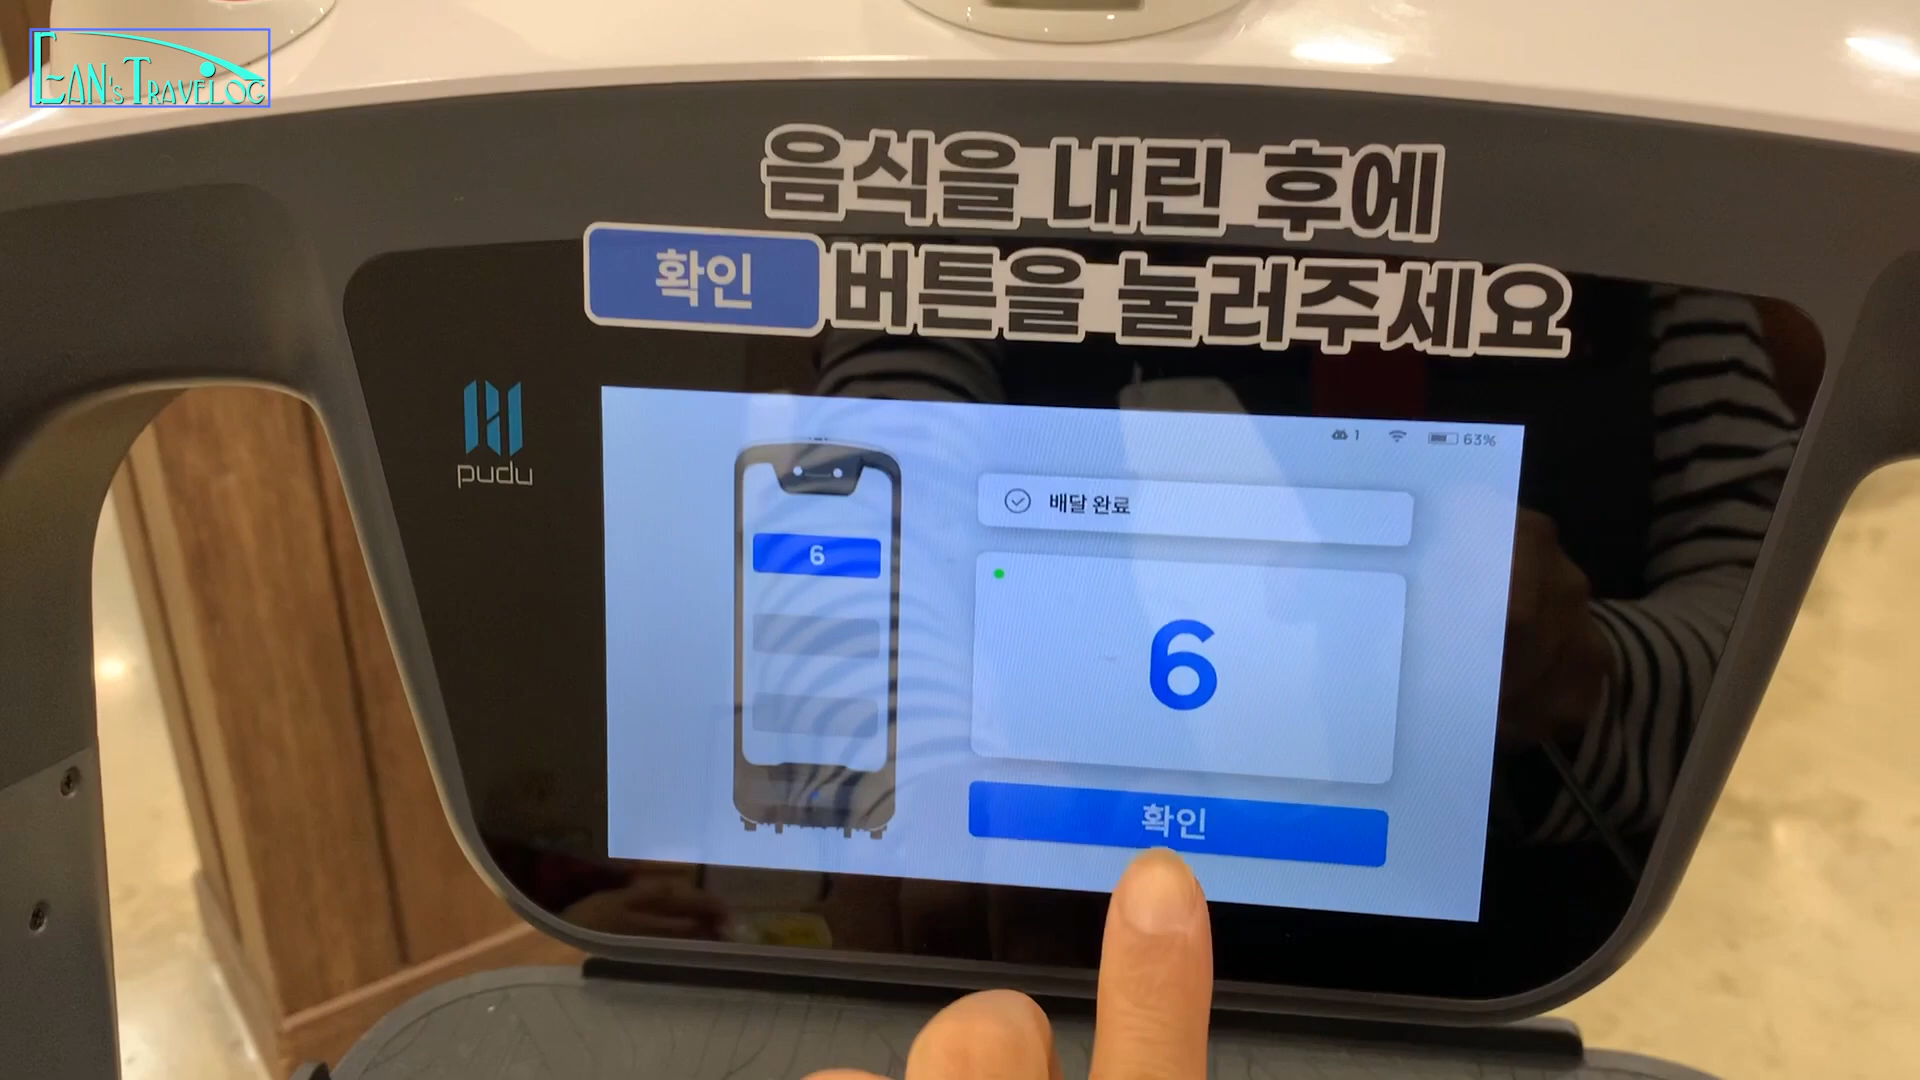 EAN's TRAVELOG
음식을 내린 후에
확인 버튼을 눌러주세요
pudu
1 63%
배달 완료
6
6
확인